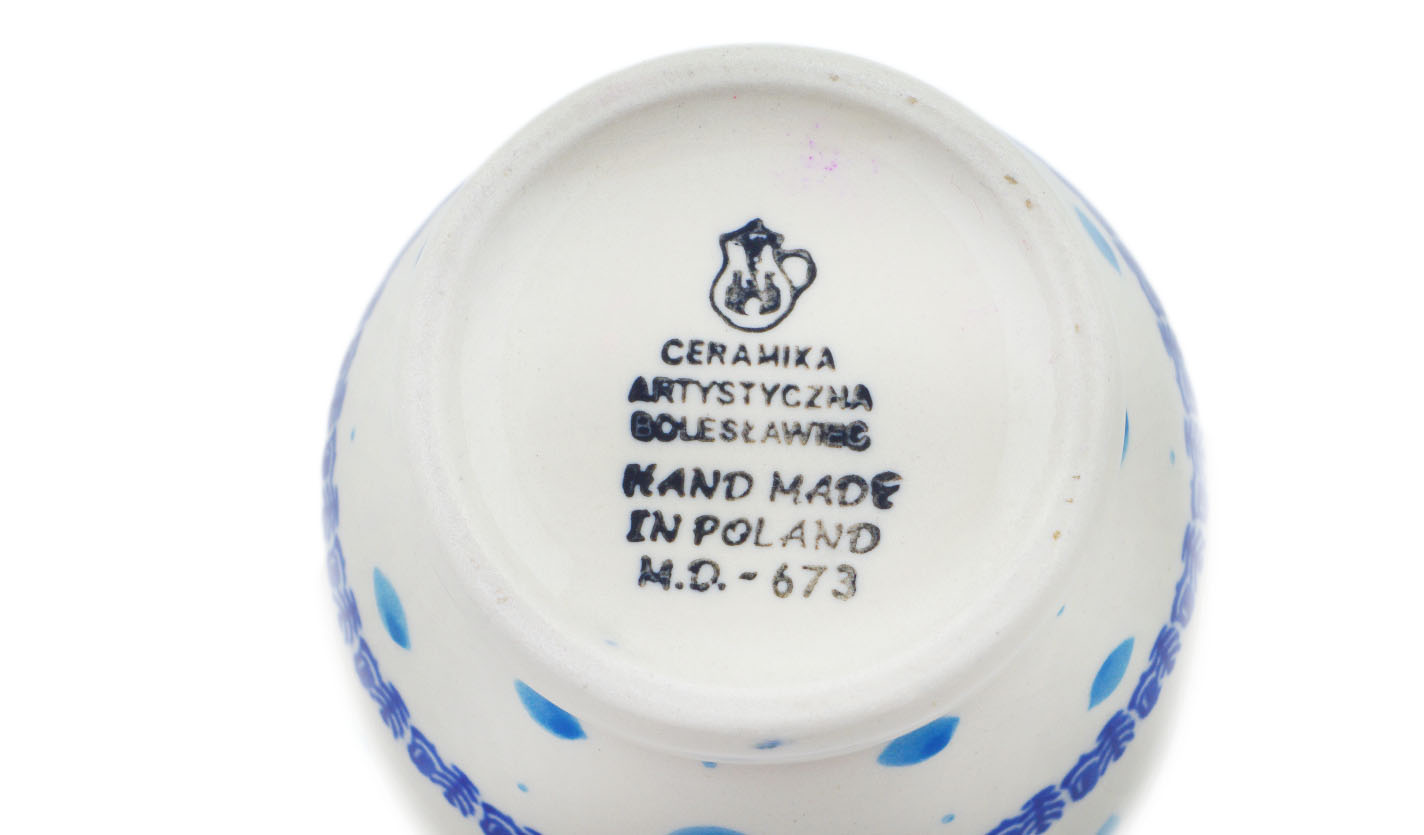 CERAMIKA
ARTYSTYCZNA
BOLESŁAWIEC
HAND MADE
IN POLAND
M.D. - 673